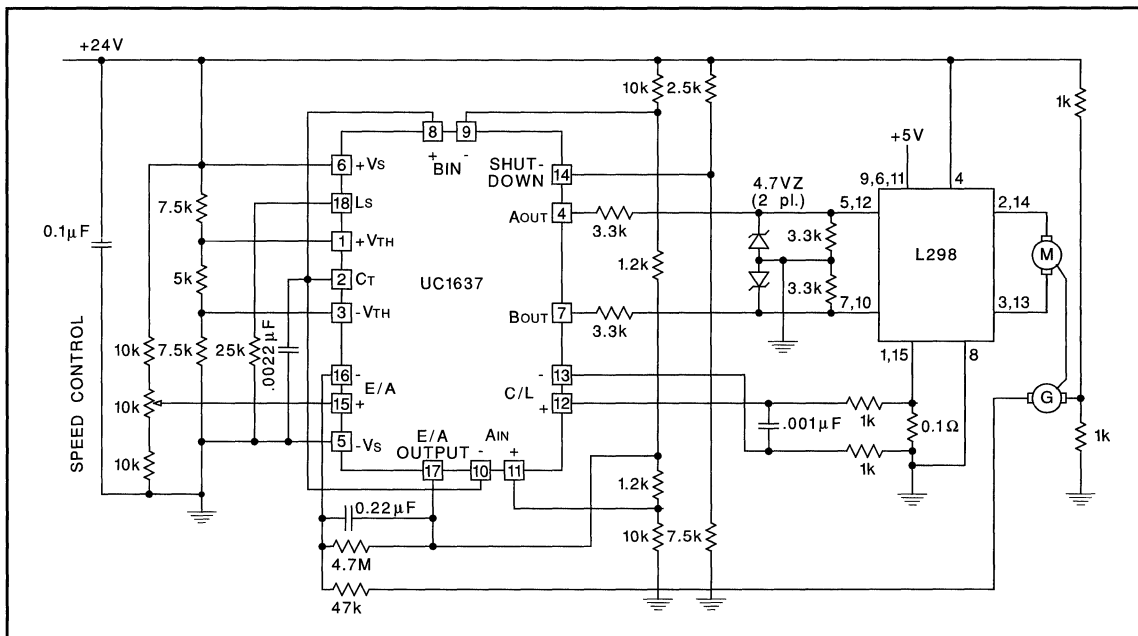 +24V
10k
2.5k
1k
8
9
+ BIN -
SHUT-
DOWN
+5V
9,6,11
4
6
+VS
14
4.7VZ
(2 pl.)
5,12
2,14
7.5k
18
LS
AOUT
4
3.3k
3.3k
0.1µF
1
+VTH
L298
5k
2
CT
UC1637
1.2k
M
3
-VTH
3.3k
BOUT
7
3.3k
7,10
3,13
SPEED CONTROL
10k
7.5k
25k
.0022µF
1,15
8
16
-
E/A
-
13
C/L
10k
15
+
+
12
1k
G
.001µF
0.1Ω
5
-VS
E/A
OUTPUT
AIN
- +
1k
1k
10k
17
10
11
1.2k
0.22µF
10k
7.5k
4.7M
47k